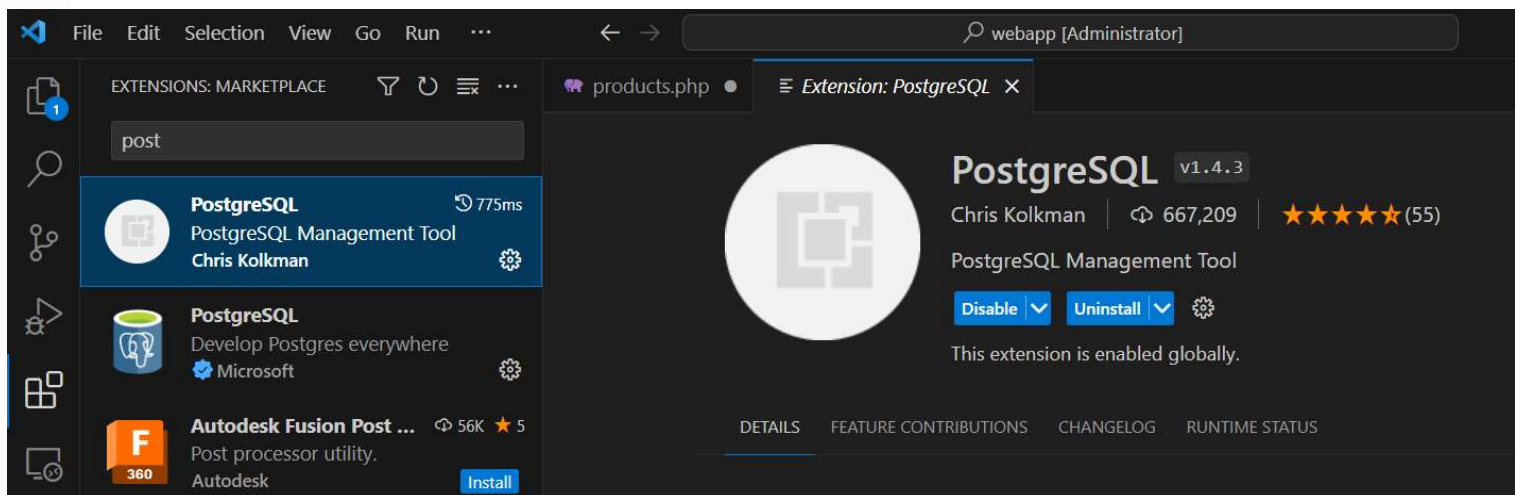 File Edit Selection View Go Run ···
webapp [Administrator]
1
EXTENSIONS: MARKETPLACE
post
PostgreSQL 775ms
PostgreSQL Management Tool
Chris Kolkman
PostgreSQL
Develop Postgres everywhere
Microsoft
F
360
Autodesk Fusion Post ... 56K ★ 5
Post processor utility.
Autodesk Install
products.php ● Extension: PostgreSQL ×
PostgreSQL v1.4.3
Chris Kolkman 667,209 ★★★★★(55)
PostgreSQL Management Tool
Disable Uninstall
This extension is enabled globally.
DETAILS FEATURE CONTRIBUTIONS CHANGELOG RUNTIME STATUS